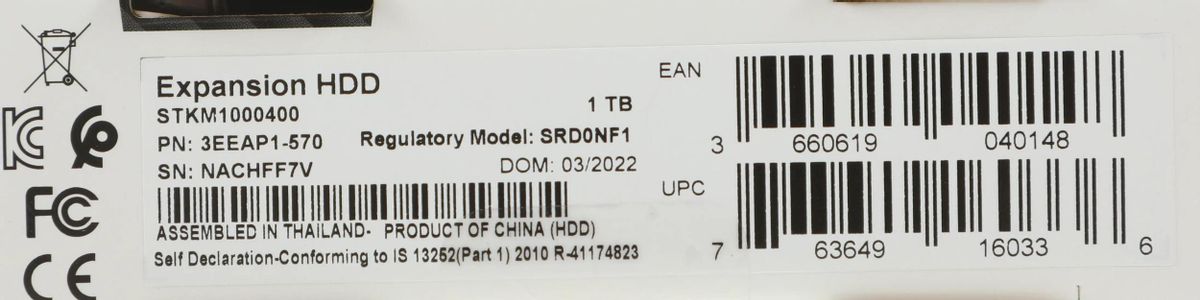 Expansion HDD
STKM1000400
1 TB
PN: 3EEAP1-570
Regulatory Model: SRD0NF1
SN: NACHFF7V
DOM: 03/2022
ASSEMBLED IN THAILAND- PRODUCT OF CHINA (HDD)
Self Declaration-Conforming to IS 13252(Part 1) 2010 R-41174823
EAN
3 660619 040148
UPC
7 63649 16033 6
FC
CE